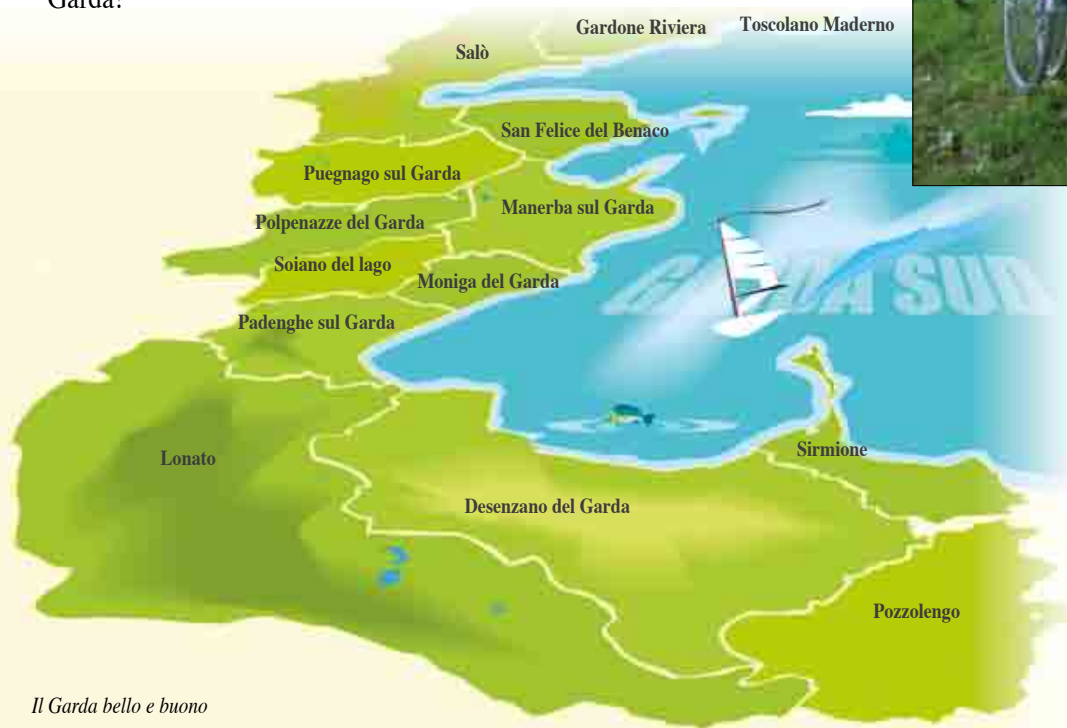 Garda!
Gardone Riviera
Toscolano Maderno
Salò
San Felice del Benaco
Puegnago sul Garda
Manerba sul Garda
Polpenazze del Garda
Soiano del lago
Moniga del Garda
GARDA SUD
Padenghe sul Garda
Sirmione
Lonato
Desenzano del Garda
Pozzolengo
Il Garda bello e buono